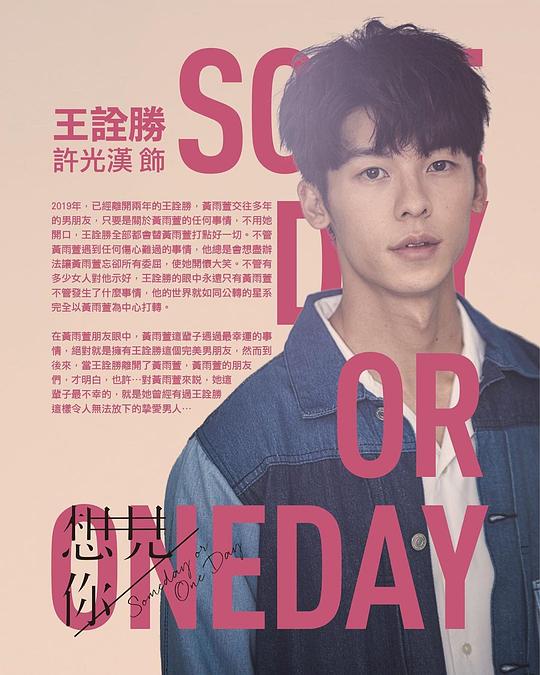 SOME
DAY
OR
ONEDAY
王詮勝
許光漢 飾
2019年，已經離開兩年的王詮勝，黃雨萱交往多年
的男朋友，只要是關於黃雨萱的任何事情，不用她
開口，王詮勝全部都會替黃雨萱打點好一切。不管
黃雨萱遇到任何傷心難過的事情，他總是會想盡辦
法讓黃雨萱忘卻所有委屈，使她開懷大笑。不管有
多少女人對他示好，王詮勝的眼中永遠只有黃雨萱
不管發生了什麼事情，他的世界就如同公轉的星系
完全以黃雨萱為中心打轉。
在黃雨萱朋友眼中，黃雨萱這輩子遇過最幸運的事
情，絕對就是擁有王詮勝這個完美男朋友，然而到
後來，當王詮勝離開了黃雨萱，黃雨萱的朋友
們，才明白，也許…對黃雨萱來說，她這
輩子最不幸的，就是她曾經有過王詮勝
這樣令人無法放下的摯愛男人…
想見
你
Someday or
One Day